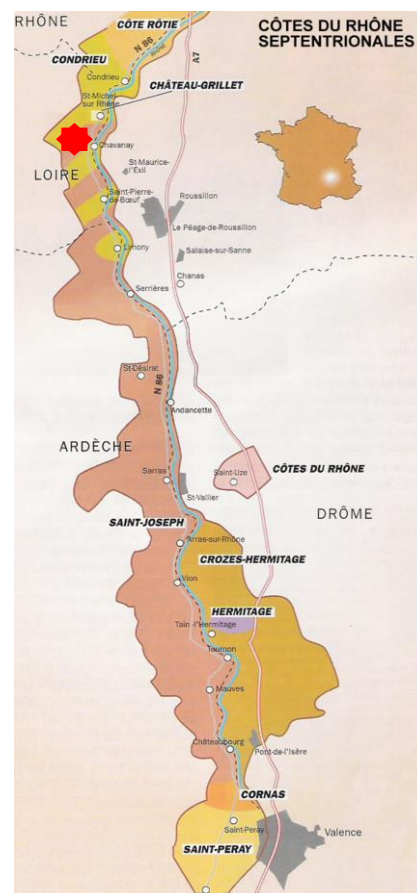 RHÔNE
CÔTES DU RHÔNE
SEPTENTRIONALES
CÔTE RÔTIE
N 86
A7
CONDRIEU
Condrieu
CHÂTEAU-GRILLET
St-Michel
sur Rhône
Chavanay
St-Maurice-
l'Exil
LOIRE
Saint-Pierre-
de-Bœuf
Roussillon
Le Péage-de-Roussillon
Limony
Salaise-sur-Sanne
Chanas
Serrières
St-Désirat
N 86
Andancette
ARDÈCHE
CÔTES DU RHÔNE
Saint-Uze
Sarras
St-Vallier
DRÔME
SAINT-JOSEPH
Arras-sur-Rhône
CROZES-HERMITAGE
Vion
HERMITAGE
Tain-l'Hermitage
Tournon
Mauves
Châteaubourg
Pont-de-l'Isère
CORNAS
Saint-Peray
Valence
SAINT-PERAY